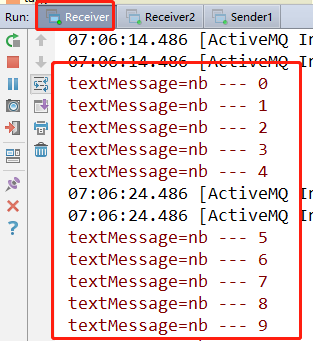 Run: Receiver Receiver2 Sender1
07:06:14.486 [ActiveMQ In
07:06:14.486 [ActiveMQ In
textMessage=nb --- 0
textMessage=nb --- 1
textMessage=nb --- 2
textMessage=nb --- 3
textMessage=nb --- 4
07:06:24.486 [ActiveMQ In
07:06:24.486 [ActiveMQ In
textMessage=nb --- 5
textMessage=nb --- 6
textMessage=nb --- 7
textMessage=nb --- 8
textMessage=nb --- 9